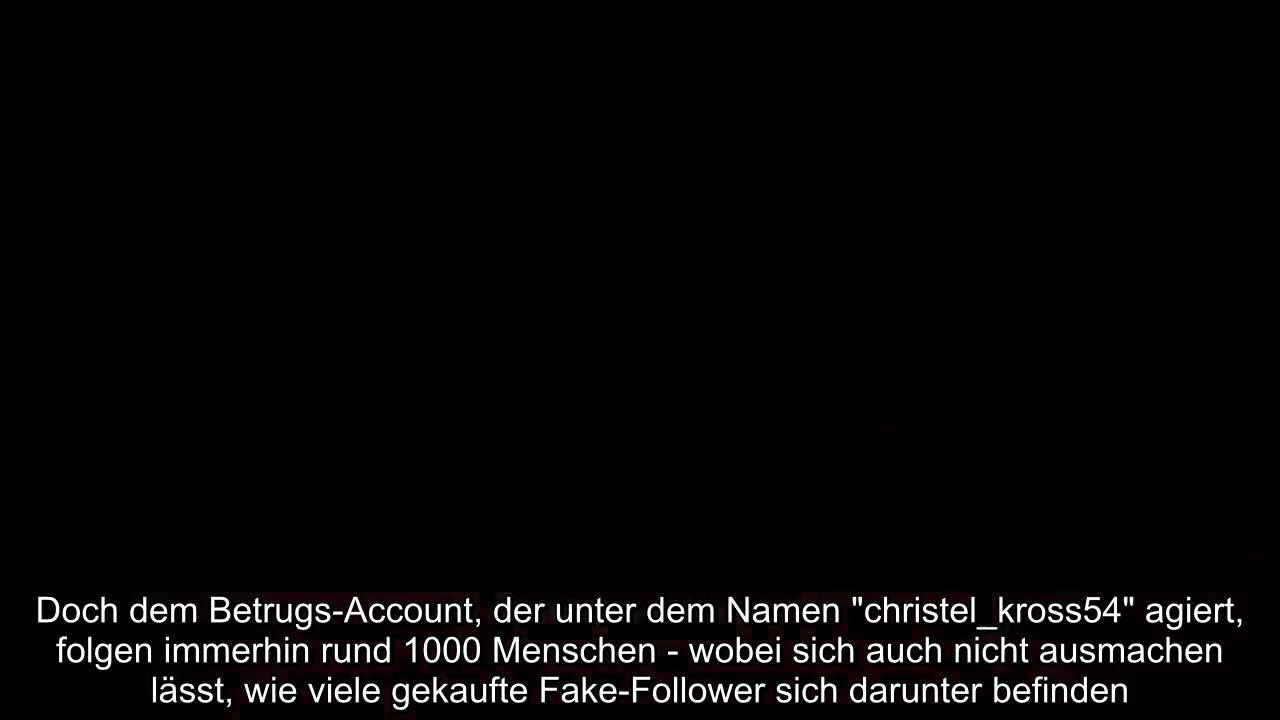 Doch dem Betrugs-Account, der unter dem Namen "christel_kross54" agiert,
folgen immerhin rund 1000 Menschen - wobei sich auch nicht ausmachen
lässt, wie viele gekaufte Fake-Follower sich darunter befinden